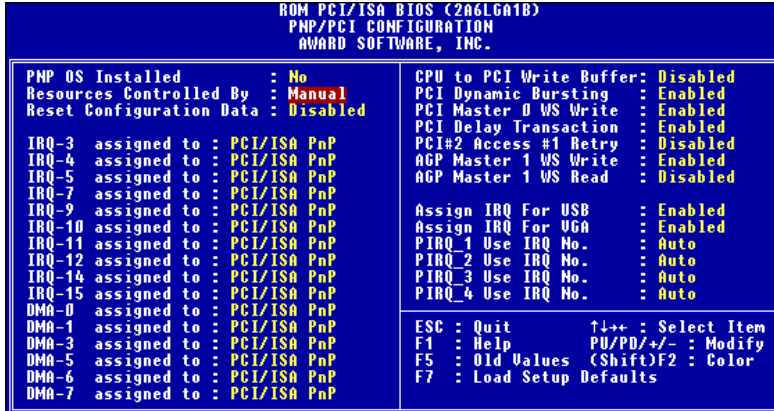 ROM PCI/ISA BIOS (2A6LGA1B)
PNP/PCI CONFIGURATION
AWARD SOFTWARE, INC.
PNP OS Installed : No
Resources Controlled By : Manual
Reset Configuration Data : Disabled
IRQ-3 assigned to : PCI/ISA PnP
IRQ-4 assigned to : PCI/ISA PnP
IRQ-5 assigned to : PCI/ISA PnP
IRQ-7 assigned to : PCI/ISA PnP
IRQ-9 assigned to : PCI/ISA PnP
IRQ-10 assigned to : PCI/ISA PnP
IRQ-11 assigned to : PCI/ISA PnP
IRQ-12 assigned to : PCI/ISA PnP
IRQ-14 assigned to : PCI/ISA PnP
IRQ-15 assigned to : PCI/ISA PnP
DMA-0 assigned to : PCI/ISA PnP
DMA-1 assigned to : PCI/ISA PnP
DMA-3 assigned to : PCI/ISA PnP
DMA-5 assigned to : PCI/ISA PnP
DMA-6 assigned to : PCI/ISA PnP
DMA-7 assigned to : PCI/ISA PnP
CPU to PCI Write Buffer: Disabled
PCI Dynamic Bursting : Enabled
PCI Master 0 WS Write : Enabled
PCI Delay Transaction : Enabled
PCI#2 Access #1 Retry : Disabled
AGP Master 1 WS Write : Enabled
AGP Master 1 WS Read : Disabled
Assign IRQ For USB : Enabled
Assign IRQ For VGA : Enabled
PIRQ_1 Use IRQ No. : Auto
PIRQ_2 Use IRQ No. : Auto
PIRQ_3 Use IRQ No. : Auto
PIRQ_4 Use IRQ No. : Auto
ESC : Quit ↑↓→← : Select Item
F1 : Help PU/PD/+/- : Modify
F5 : Old Values (Shift)F2 : Color
F7 : Load Setup Defaults